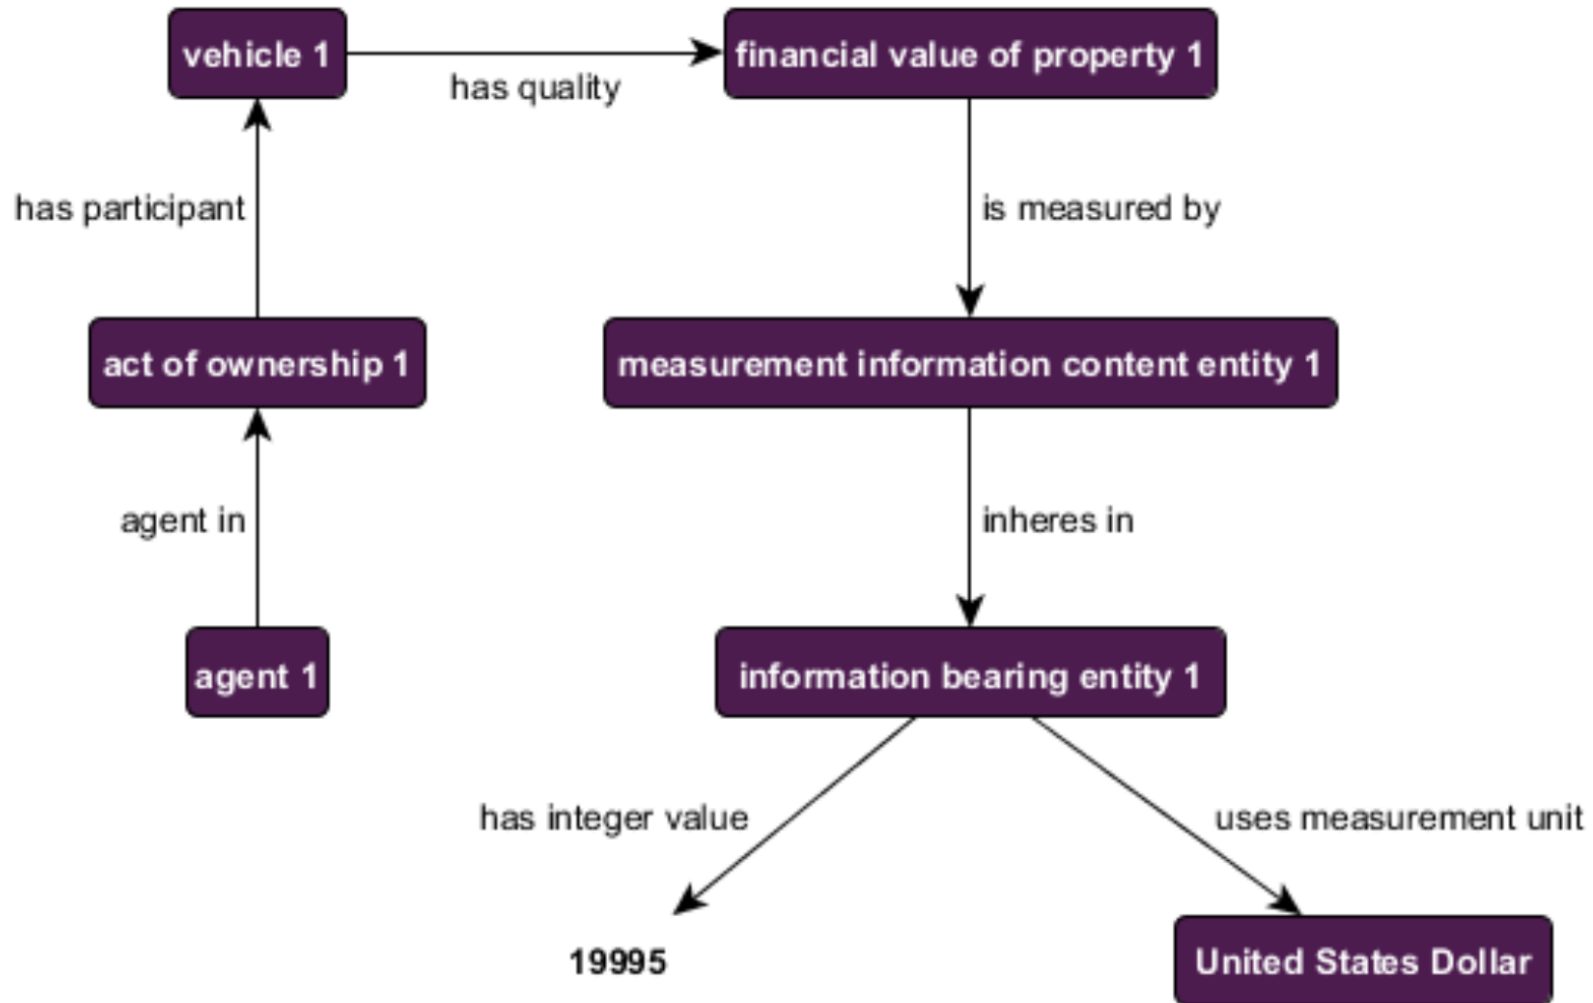 vehicle 1
financial value of property 1
has quality
has participant
is measured by
act of ownership 1
measurement information content entity 1
agent in
inheres in
agent 1
information bearing entity 1
has integer value
uses measurement unit
19995
United States Dollar